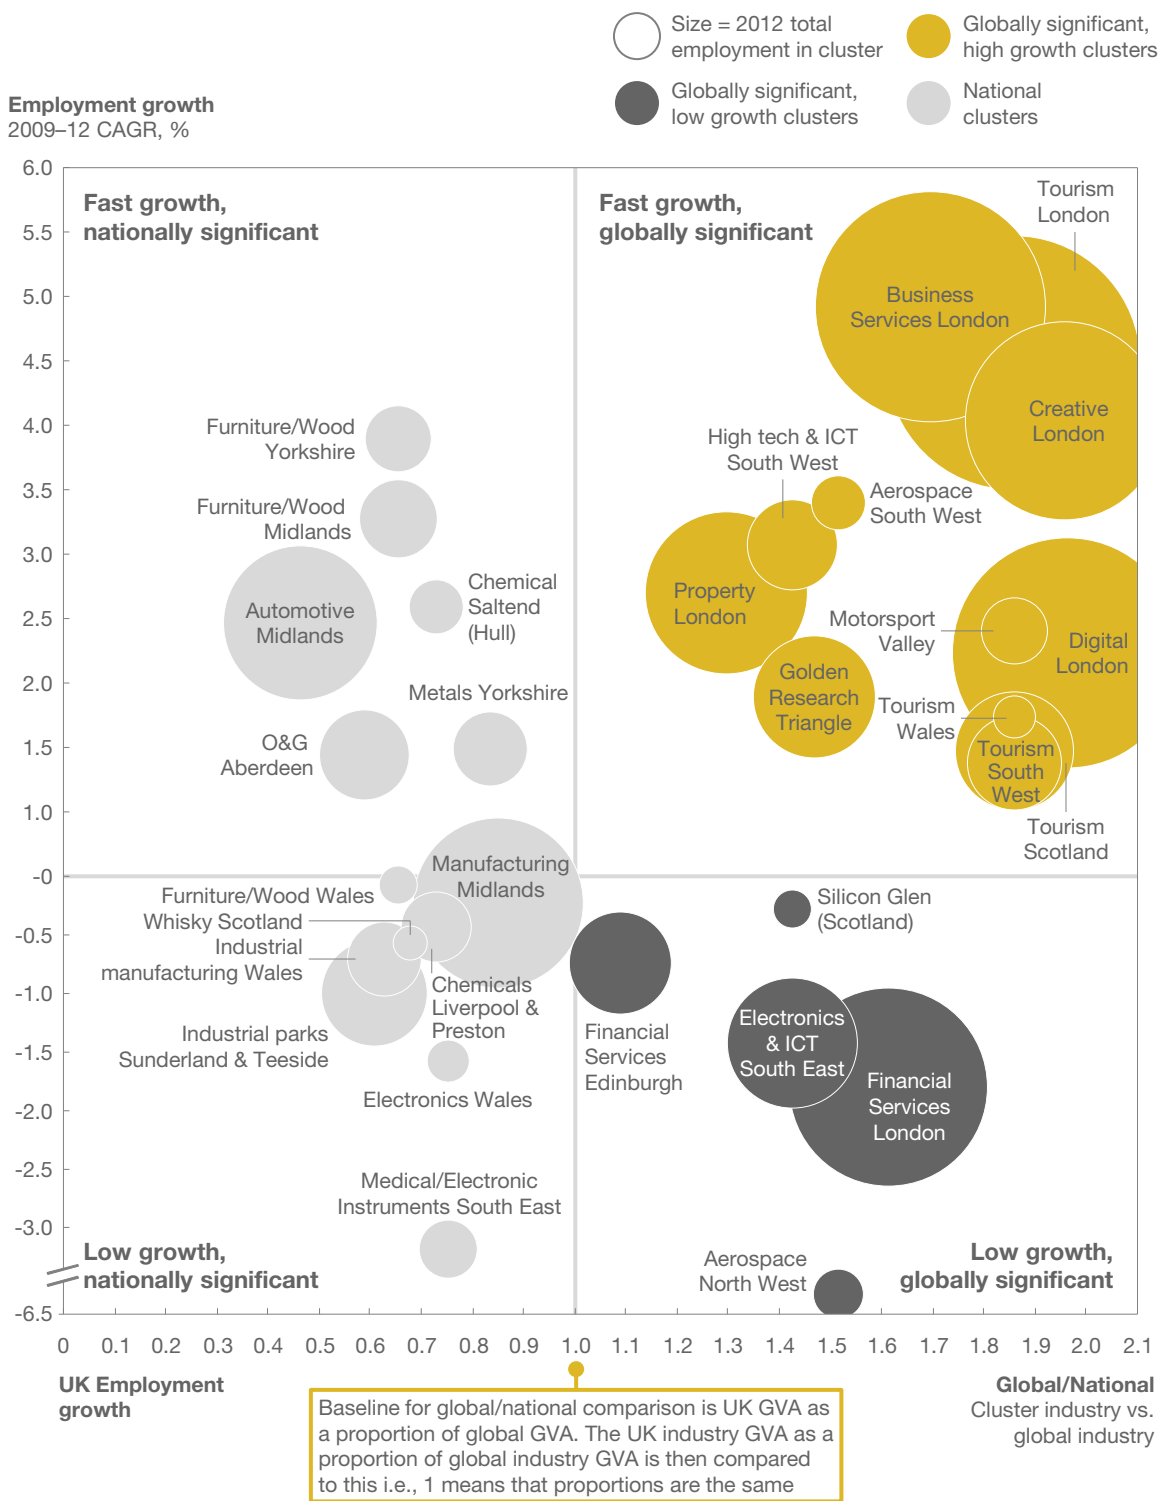 Size = 2012 total
employment in cluster
Globally significant,
high growth clusters
Globally significant,
low growth clusters
National
clusters
Employment growth
2009–12 CAGR, %
6.0
5.5
5.0
4.5
4.0
3.5
3.0
2.5
2.0
1.5
1.0
-0
-0.5
-1.0
-1.5
-2.0
-2.5
-3.0
-6.5
Fast growth,
nationally significant
Fast growth,
globally significant
Tourism
London
Business
Services London
Creative
London
Furniture/Wood
Yorkshire
High tech & ICT
South West
Aerospace
South West
Furniture/Wood
Midlands
Chemical
Saltend
(Hull)
Automotive
Midlands
Property
London
Motorsport
Valley
Digital
London
Golden
Research
Triangle
Metals Yorkshire
Tourism
Wales
O&G
Aberdeen
Tourism
South
West
Tourism
Scotland
Manufacturing
Midlands
Furniture/Wood Wales
Whisky Scotland
Industrial
manufacturing Wales
Silicon Glen
(Scotland)
Chemicals
Liverpool &
Preston
Industrial parks
Sunderland & Teeside
Financial
Services
Edinburgh
Electronics
& ICT
South East
Financial
Services
London
Electronics Wales
Medical/Electronic
Instruments South East
Aerospace
North West
Low growth,
nationally significant
Low growth,
globally significant
0 0.1 0.2 0.3 0.4 0.5 0.6 0.7 0.8 0.9 1.0 1.1 1.2 1.3 1.4 1.5 1.6 1.7 1.8 1.9 2.0 2.1
UK Employment
growth
Global/National
Cluster industry vs.
global industry
Baseline for global/national comparison is UK GVA as
a proportion of global GVA. The UK industry GVA as a
proportion of global industry GVA is then compared
to this i.e., 1 means that proportions are the same